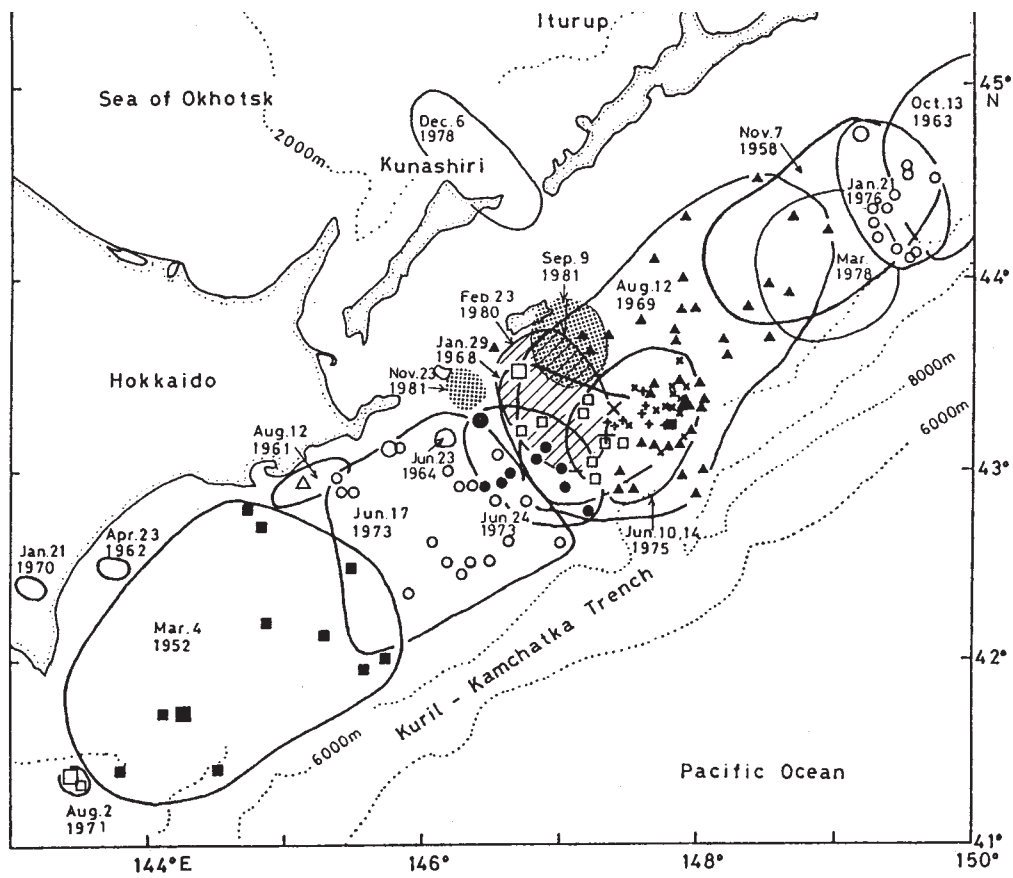 Iturup
Sea of Okhotsk
2000m
Dec.6
1978
Kunashiri
45°
N
Oct.13
1963
Nov.7
1958
Jan.21
1976
Mar.
1978
44°
Sep.9
1981
Aug.12
1969
Feb.23
1980
Jan.29
1968
Nov.23
1981
Hokkaido
8000m
6000m
Aug.12
1961
Jun.23
1964
43°
Jun.17
1973
Jun.24
1973
Jun.10,14
1975
Jan.21
1970
Apr.23
1962
Mar.4
1952
Kuril - Kamchatka Trench
42°
6000m
Pacific Ocean
Aug.2
1971
41°
144°E
146°
148°
150°